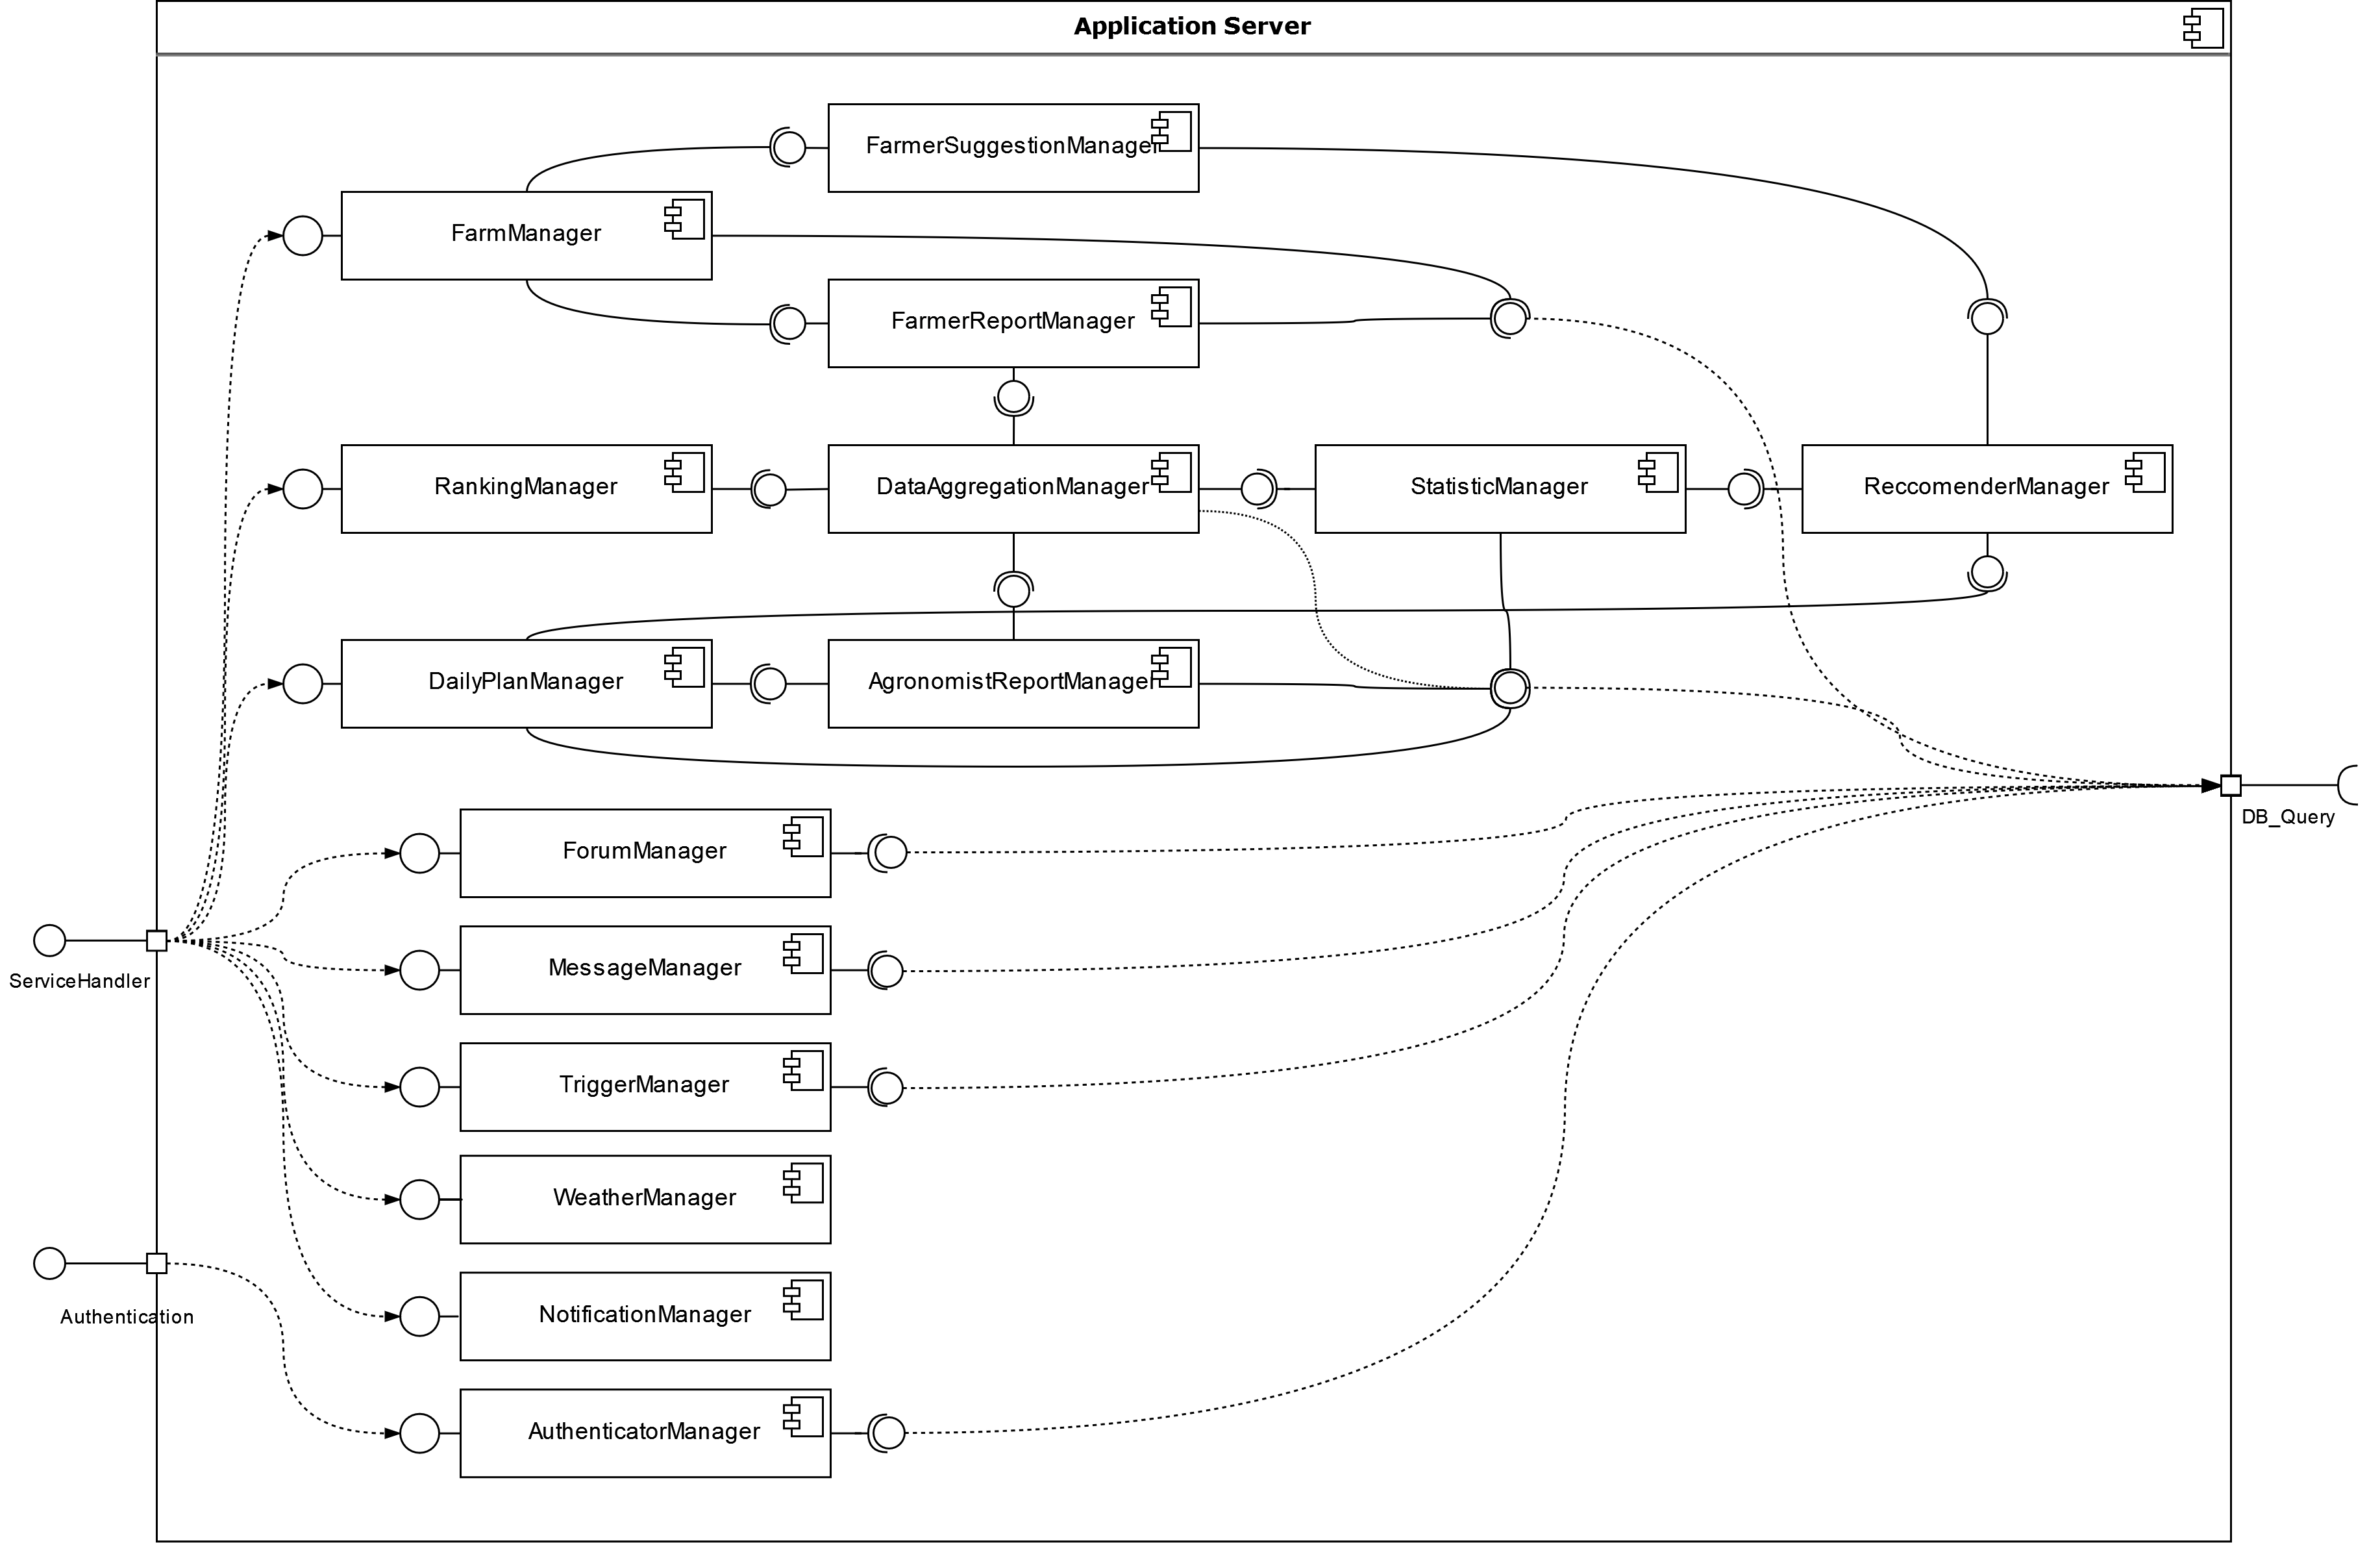 Application Server
FarmerSuggestionManager
FarmManager
FarmerReportManager
RankingManager
DataAggregationManager
StatisticManager
ReccomenderManager
DailyPlanManager
AgronomistReportManager
DB_Query
ForumManager
MessageManager
ServiceHandler
TriggerManager
WeatherManager
NotificationManager
Authentication
AuthenticatorManager